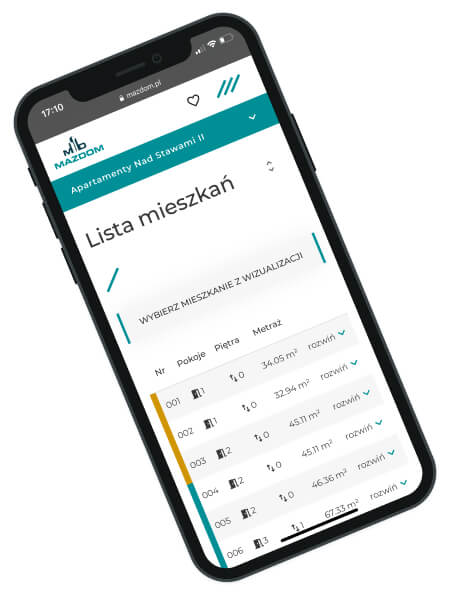 17:10
mazdom.pl
MAZDOM
Apartamenty Nad Stawami II
Lista mieszkań
WYBIERZ MIESZKANIE Z WIZUALIZACJI
Nr Pokoje Piętra Metraż
001 1 0 34.05 m² rozwiń
002 1 0 32.94 m² rozwiń
003 2 0 45.11 m² rozwiń
004 2 0 45.11 m² rozwiń
005 2 0 46.36 m² rozwiń
006 3 1 67.33 m² rozwiń